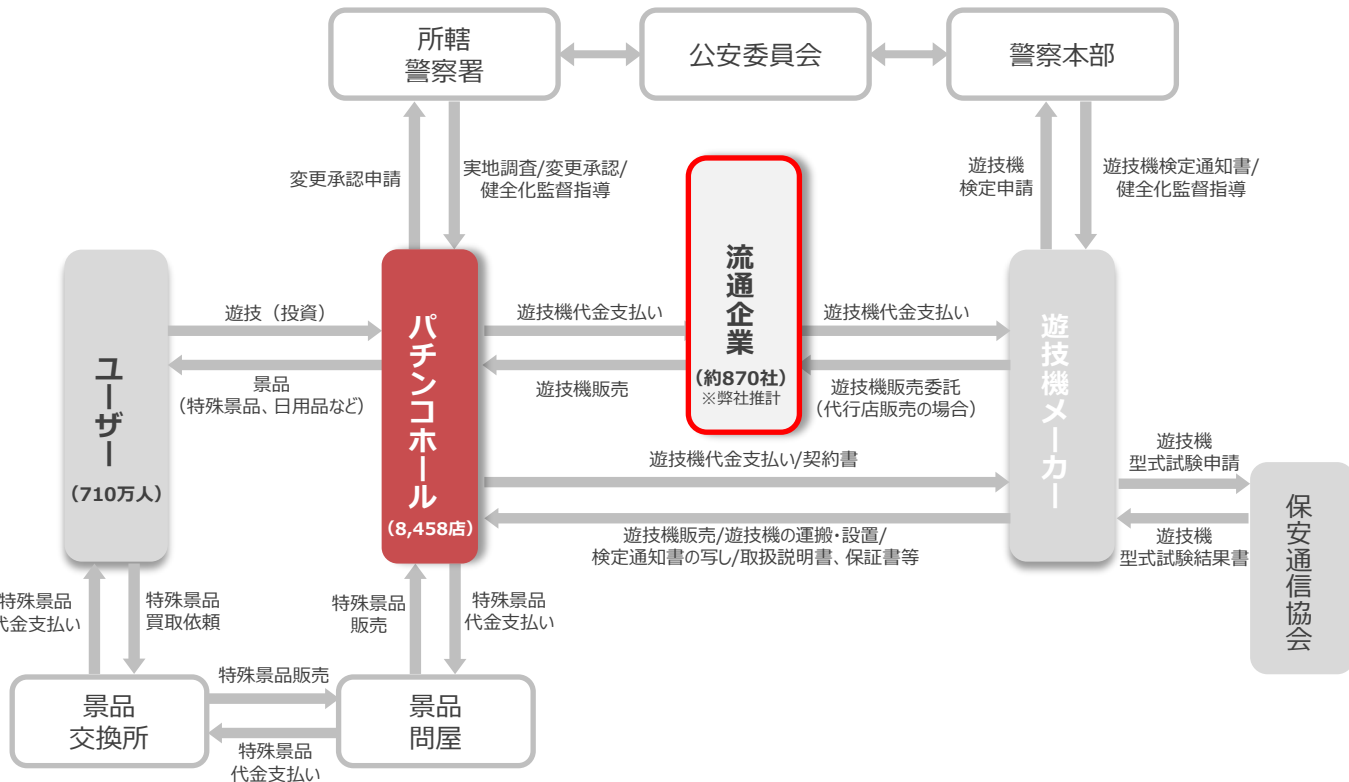 所轄
警察署
公安委員会
警察本部
変更承認申請
実地調査/変更承認/
健全化監督指導
遊技機
検定申請
遊技機検定通知書/
健全化監督指導
ユーザー
(710万人)
遊技（投資）
景品
(特殊景品、日用品など)
パチンコホール
(8,458店)
遊技機代金支払い
遊技機販売
流通企業
(約870社)
※弊社推計
遊技機代金支払い
遊技機販売委託
(代行店販売の場合)
遊技機メーカー
遊技機代金支払い/契約書
遊技機販売/遊技機の運搬・設置/
検定通知書の写し/取扱説明書、保証書等
遊技機
型式試験申請
遊技機
型式試験結果書
保安通信協会
特殊景品
代金支払い
特殊景品
買取依頼
特殊景品
販売
特殊景品
代金支払い
景品
交換所
特殊景品販売
特殊景品
代金支払い
景品
問屋